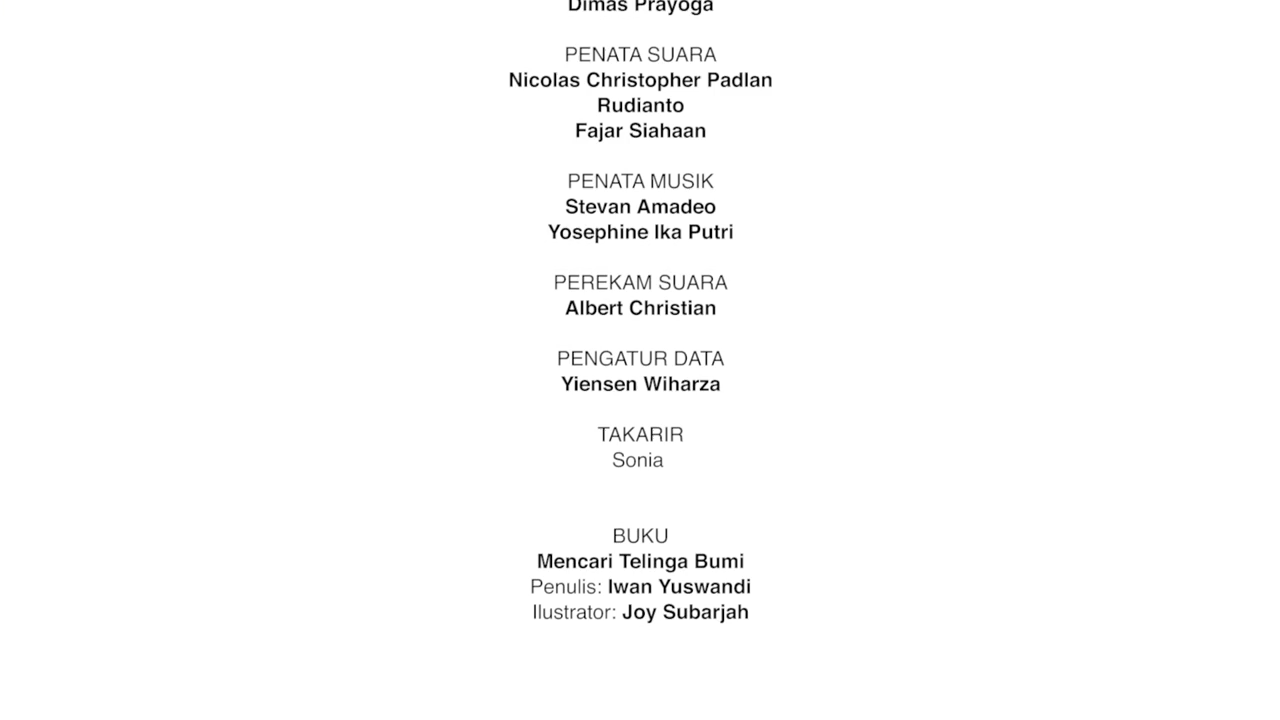 Dimas Prayoga
PENATA SUARA
Nicolas Christopher Padlan
Rudianto
Fajar Siahaan
PENATA MUSIK
Stevan Amadeo
Yosephine Ika Putri
PEREKAM SUARA
Albert Christian
PENGATUR DATA
Yiensen Wiharza
TAKARIR
Sonia
BUKU
Mencari Telinga Bumi
Penulis: Iwan Yuswandi
Ilustrator: Joy Subarjah